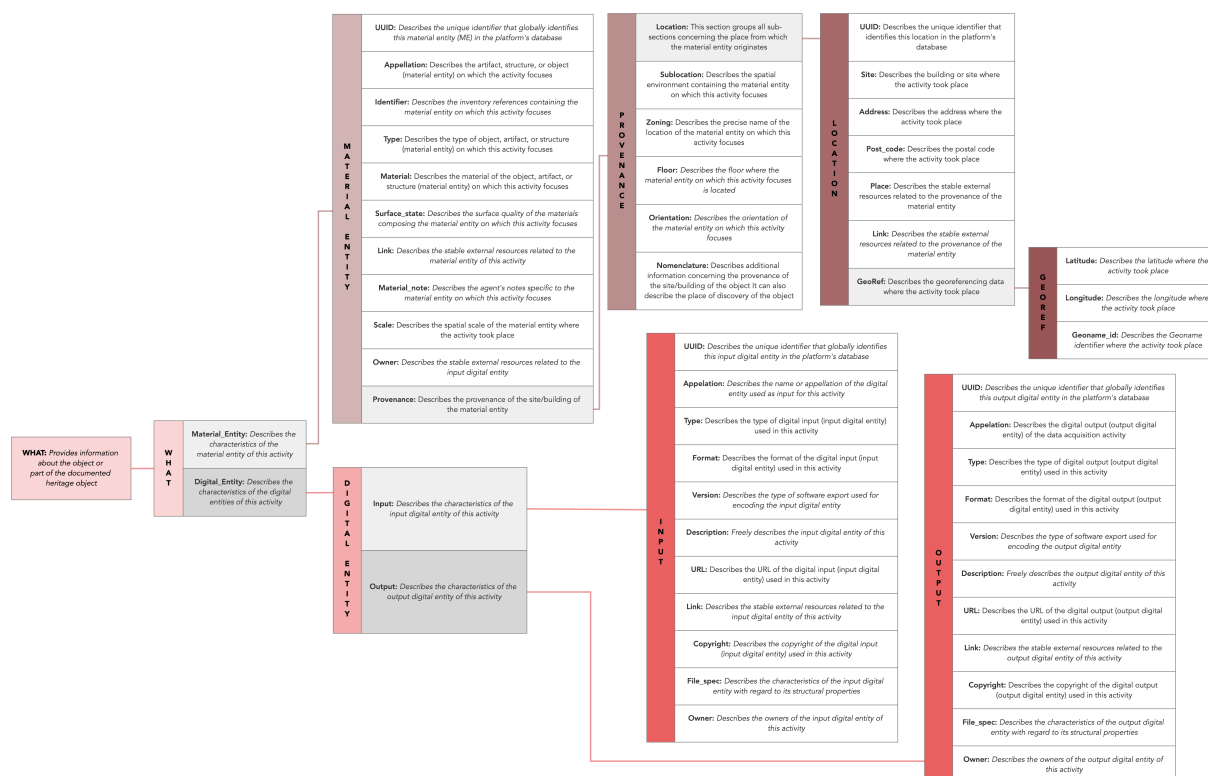 WHAT: Provides information
about the object or
part of the documented
heritage object
WHAT
Material_Entity: Describes the
characteristics of the
material entity of this activity
Digital_Entity: Describes the
characteristics of the digital
entities of this activity
MATERIAL ENTITY
UUID: Describes the unique identifier that globally identifies
this material entity (ME) in the platform's database
Appellation: Describes the artifact, structure, or object
(material entity) on which the activity focuses
Identifier: Describes the inventory references containing the
material entity on which this activity focuses
Type: Describes the type of object, artifact, or structure
(material entity) on which this activity focuses
Material: Describes the material of the object, artifact, or
structure (material entity) on which this activity focuses
Surface_state: Describes the surface quality of the materials
composing the material entity on which this activity focuses
Link: Describes the stable external resources related to the
material entity of this activity
Material_note: Describes the agent's notes specific to the
material entity on which this activity focuses
Scale: Describes the spatial scale of the material entity where
the activity took place
Owner: Describes the stable external resources related to the
input digital entity
Provenance: Describes the provenance of the site/building of
the material entity
PROVENANCE
Location: This section groups all sub-
sections concerning the place from which
the material entity originates
Sublocation: Describes the spatial
environment containing the material entity
on which this activity focuses
Zoning: Describes the precise name of the
location of the material entity on which this
activity focuses
Floor: Describes the floor where the
material entity on which this activity focuses
is located
Orientation: Describes the orientation of
the material entity on which this activity
focuses
Nomenclature: Describes additional
information concerning the provenance of
the site/building of the object It can also
describe the place of discovery of the object
LOCATION
UUID: Describes the unique identifier that
identifies this location in the platform's
database
Site: Describes the building or site where
the activity took place
Address: Describes the address where the
activity took place
Post_code: Describes the postal code
where the activity took place
Place: Describes the stable external
resources related to the provenance of the
material entity
Link: Describes the stable external
resources related to the provenance of the
material entity
GeoRef: Describes the georeferencing data
where the activity took place
GEOREF
Latitude: Describes the latitude where the
activity took place
Longitude: Describes the longitude where
the activity took place
Geoname_id: Describes the Geoname
identifier where the activity took place
DIGITAL ENTITY
Input: Describes the characteristics of the
input digital entity of this activity
Output: Describes the characteristics of the
output digital entity of this activity
INPUT
UUID: Describes the unique identifier that globally identifies
this input digital entity in the platform's database
Appelation: Describes the name or appellation of the digital
entity used as input for this activity
Type: Describes the type of digital input (input digital entity)
used in this activity
Format: Describes the format of the digital input (input
digital entity) used in this activity
Version: Describes the type of software export used for
encoding the input digital entity
Description: Freely describes the input digital entity of this
activity
URL: Describes the URL of the digital input (input digital
entity) used in this activity
Link: Describes the stable external resources related to the
input digital entity of this activity
Copyright: Describes the copyright of the digital input
(input digital entity) used in this activity
File_spec: Describes the characteristics of the input digital
entity with regard to its structural properties
Owner: Describes the owners of the input digital entity of
this activity
OUTPUT
UUID: Describes the unique identifier that globally identifies
this output digital entity in the platform's database
Appelation: Describes the digital output (output digital
entity) of the data acquisition activity
Type: Describes the type of digital output (output digital
entity) used in this activity
Format: Describes the format of the digital output (output
digital entity) used in this activity
Version: Describes the type of software export used for
encoding the output digital entity
Description: Freely describes the output digital entity of this
activity
URL: Describes the URL of the digital output (output digital
entity) used in this activity
Link: Describes the stable external resources related to the
output digital entity of this activity
Copyright: Describes the copyright of the digital output
(output digital entity) used in this activity
File_spec: Describes the characteristics of the output digital
entity with regard to its structural properties
Owner: Describes the owners of the output digital entity of
this activity